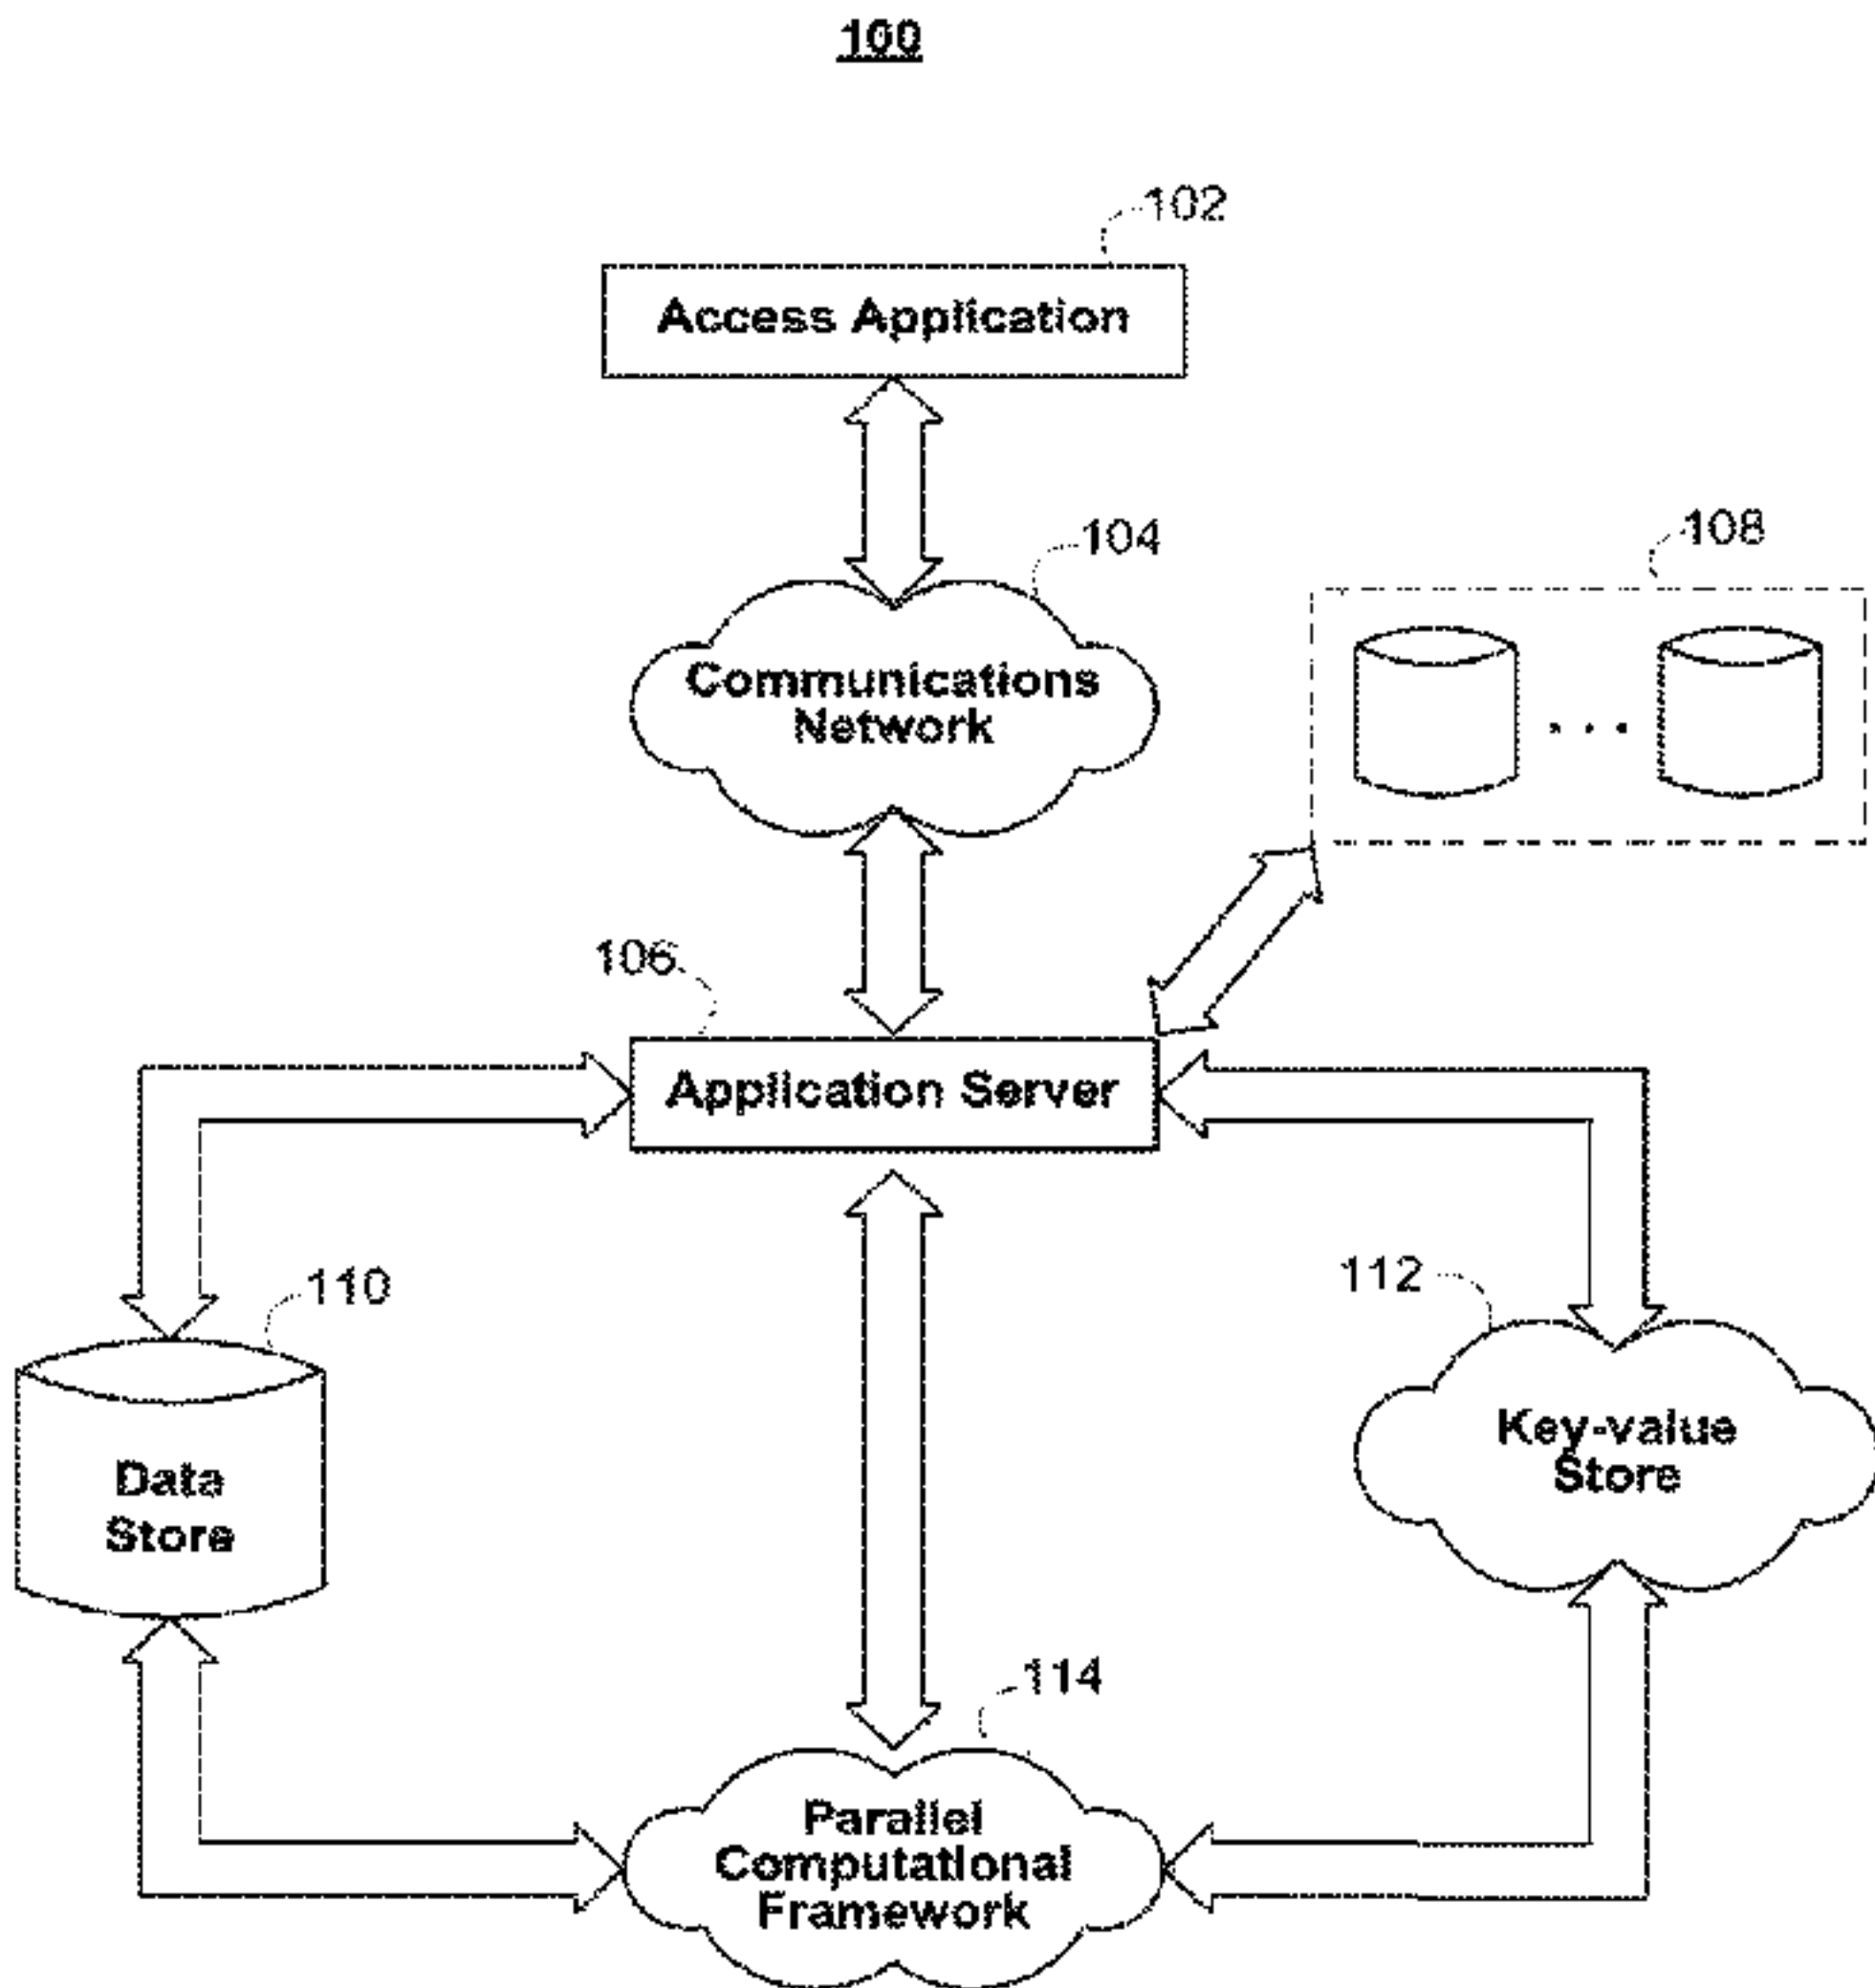 100
102
Access Application
104
108
Communications
Network
106
Application Server
110
112
Data
Store
Key-value
Store
114
Parallel
Computational
Framework